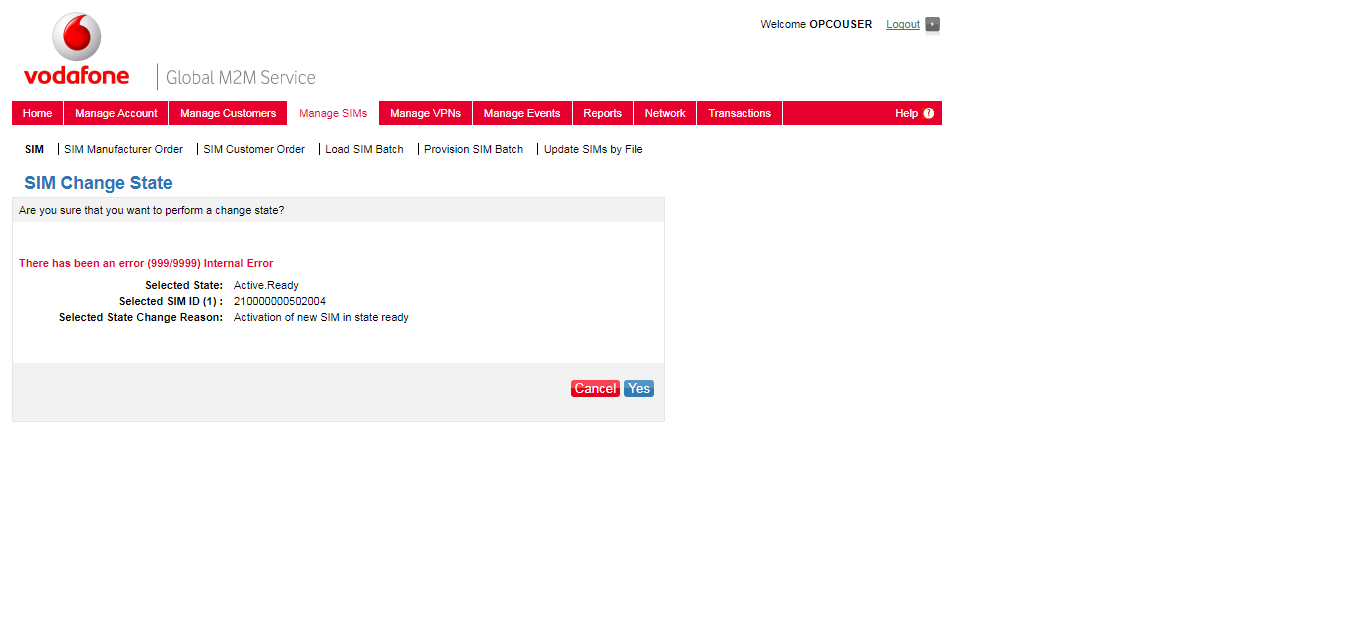 Welcome OPCOUSER Logout
vodafone Global M2M Service
Home Manage Account Manage Customers Manage SIMs Manage VPNs Manage Events Reports Network Transactions Help ?
SIM SIM Manufacturer Order SIM Customer Order Load SIM Batch Provision SIM Batch Update SIMs by File
SIM Change State
Are you sure that you want to perform a change state?
There has been an error (999/9999) Internal Error
Selected State: Active.Ready
Selected SIM ID (1) : 210000000502004
Selected State Change Reason: Activation of new SIM in state ready
Cancel Yes